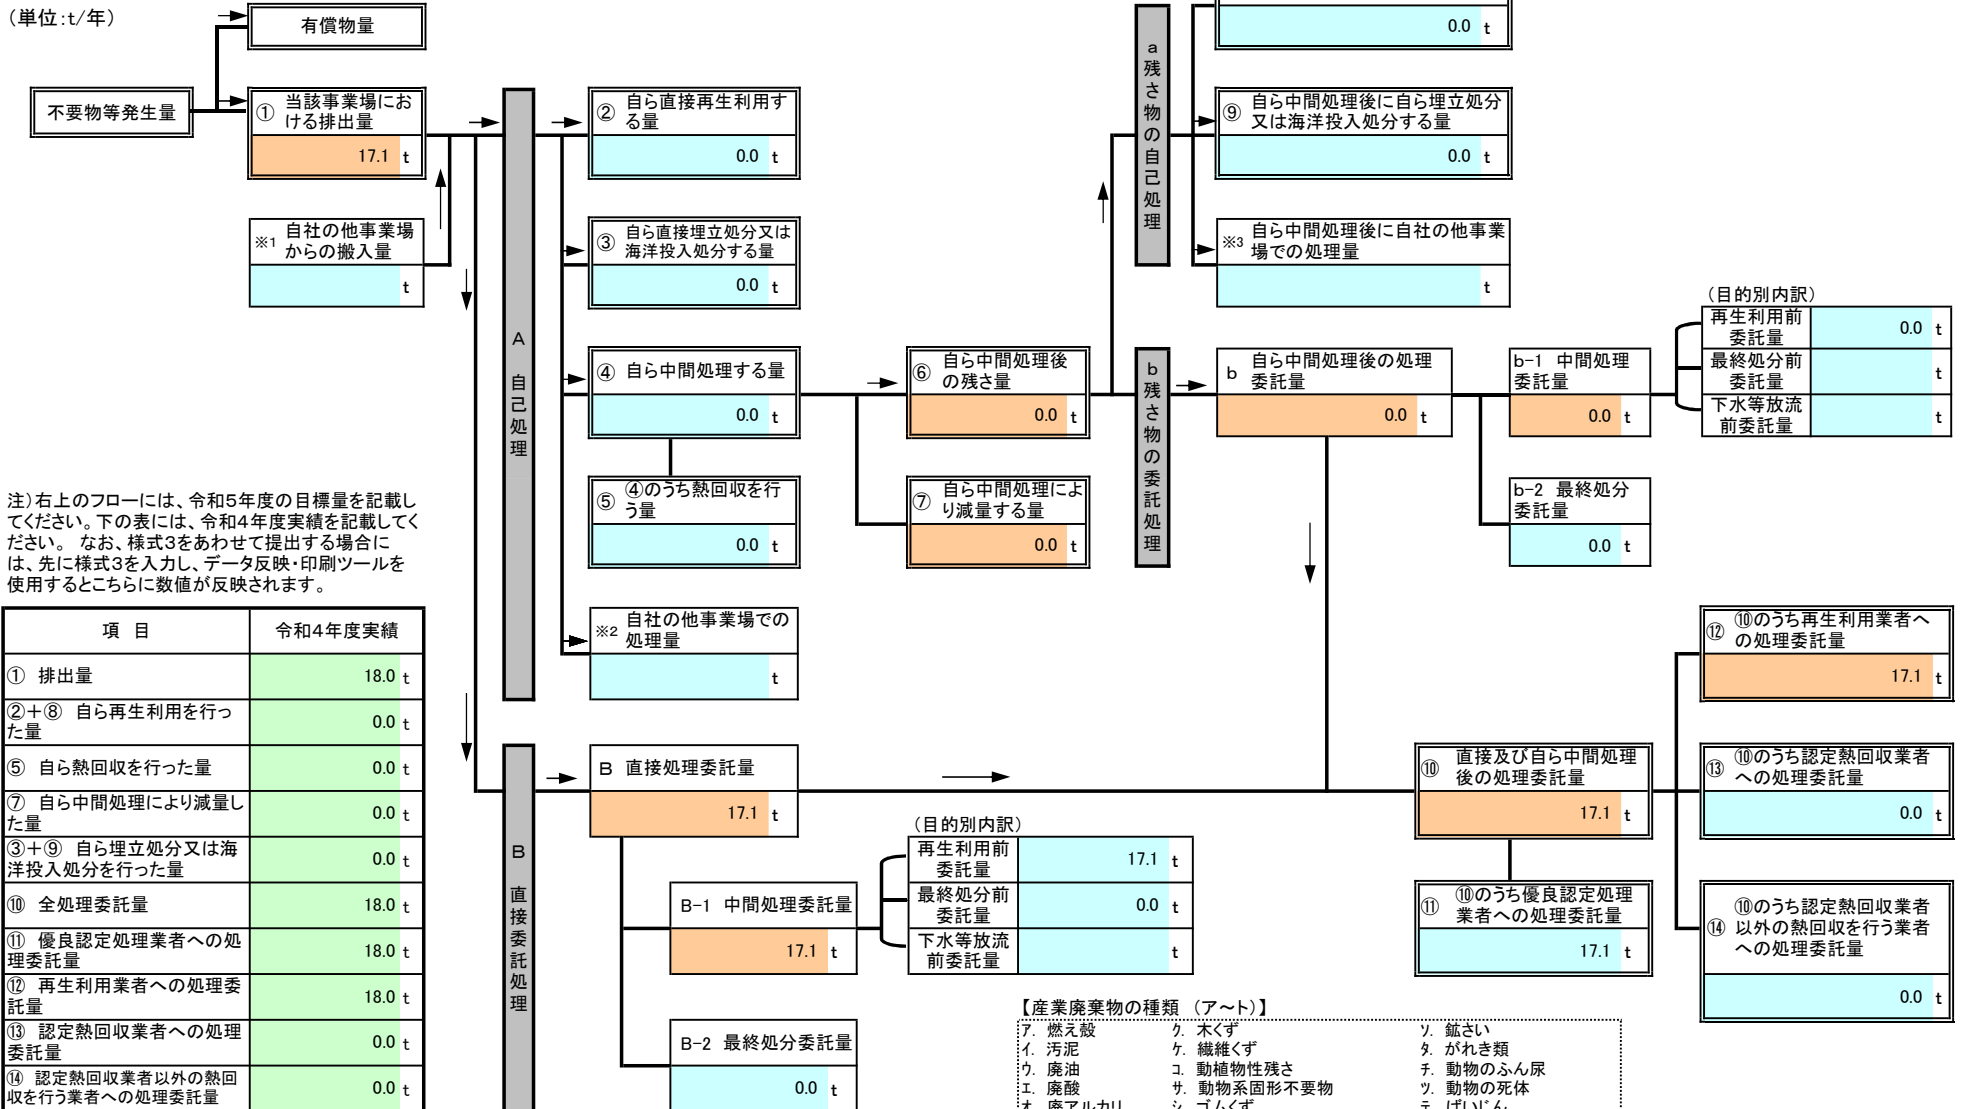 （単位:t/年）
有償物量
不要物等発生量
① 当該事業場にお
ける排出量
17.1 t
※1 自社の他事業場
からの搬入量
t
A 自己処理
② 自ら直接再生利用す
る量
0.0 t
③ 自ら直接埋立処分又は
海洋投入処分する量
0.0 t
④ 自ら中間処理する量
0.0 t
⑤ ④のうち熱回収を行
う量
0.0 t
※2 自社の他事業場での
処理量
t
⑥ 自ら中間処理後
の残さ量
0.0 t
⑦ 自ら中間処理によ
り減量する量
0.0 t
a残さ物の自己処理
0.0 t
⑨ 自ら中間処理後に自ら埋立処分
又は海洋投入処分する量
0.0 t
※3 自ら中間処理後に自社の他事業
場での処理量
t
b残さ物の委託処理
b 自ら中間処理後の処理
委託量
0.0 t
b-1 中間処理
委託量
0.0 t
（目的別内訳）
再生利用前
委託量
0.0 t
最終処分前
委託量
t
下水等放流
前委託量
t
b-2 最終処分
委託量
0.0 t
注）右上のフローには、令和5年度の目標量を記載し
てください。下の表には、令和4年度実績を記載してく
ださい。 なお、様式3をあわせて提出する場合に
は、先に様式3を入力し、データ反映・印刷ツールを
使用するとこちらに数値が反映されます。
項 目 令和4年度実績
① 排出量 18.0 t
②＋⑧ 自ら再生利用を行っ
た量 0.0 t
⑤ 自ら熱回収を行った量 0.0 t
⑦ 自ら中間処理により減量し
た量 0.0 t
③＋⑨ 自ら埋立処分又は海
洋投入処分を行った量 0.0 t
⑩ 全処理委託量 18.0 t
⑪ 優良認定処理業者への処
理委託量 18.0 t
⑫ 再生利用業者への処理委
託量 18.0 t
⑬ 認定熱回収業者への処理
委託量 0.0 t
⑭ 認定熱回収業者以外の熱回
収を行う業者への処理委託量 0.0 t
B 直接委託処理
B 直接処理委託量
17.1 t
B-1 中間処理委託量
17.1 t
（目的別内訳）
再生利用前
委託量
17.1 t
最終処分前
委託量
0.0 t
下水等放流
前委託量
t
B-2 最終処分委託量
0.0 t
⑩ 直接及び自ら中間処理
後の処理委託量
17.1 t
⑪ ⑩のうち優良認定処理
業者への処理委託量
17.1 t
⑫ ⑩のうち再生利用業者へ
の処理委託量
17.1 t
⑬ ⑩のうち認定熱回収業者
への処理委託量
0.0 t
⑭ ⑩のうち認定熱回収業者
以外の熱回収を行う業者
への処理委託量
0.0 t
【産業廃棄物の種類 （ア～ト）】
ア. 燃え殻 ク. 木くず ソ. 鉱さい
イ. 汚泥 ケ. 繊維くず タ. がれき類
ウ. 廃油 コ. 動植物性残さ チ. 動物のふん尿
エ. 廃酸 サ. 動物系固形不要物 ツ. 動物の死体
オ. 廃アルカリ シ. ゴムくず テ. ばいじん